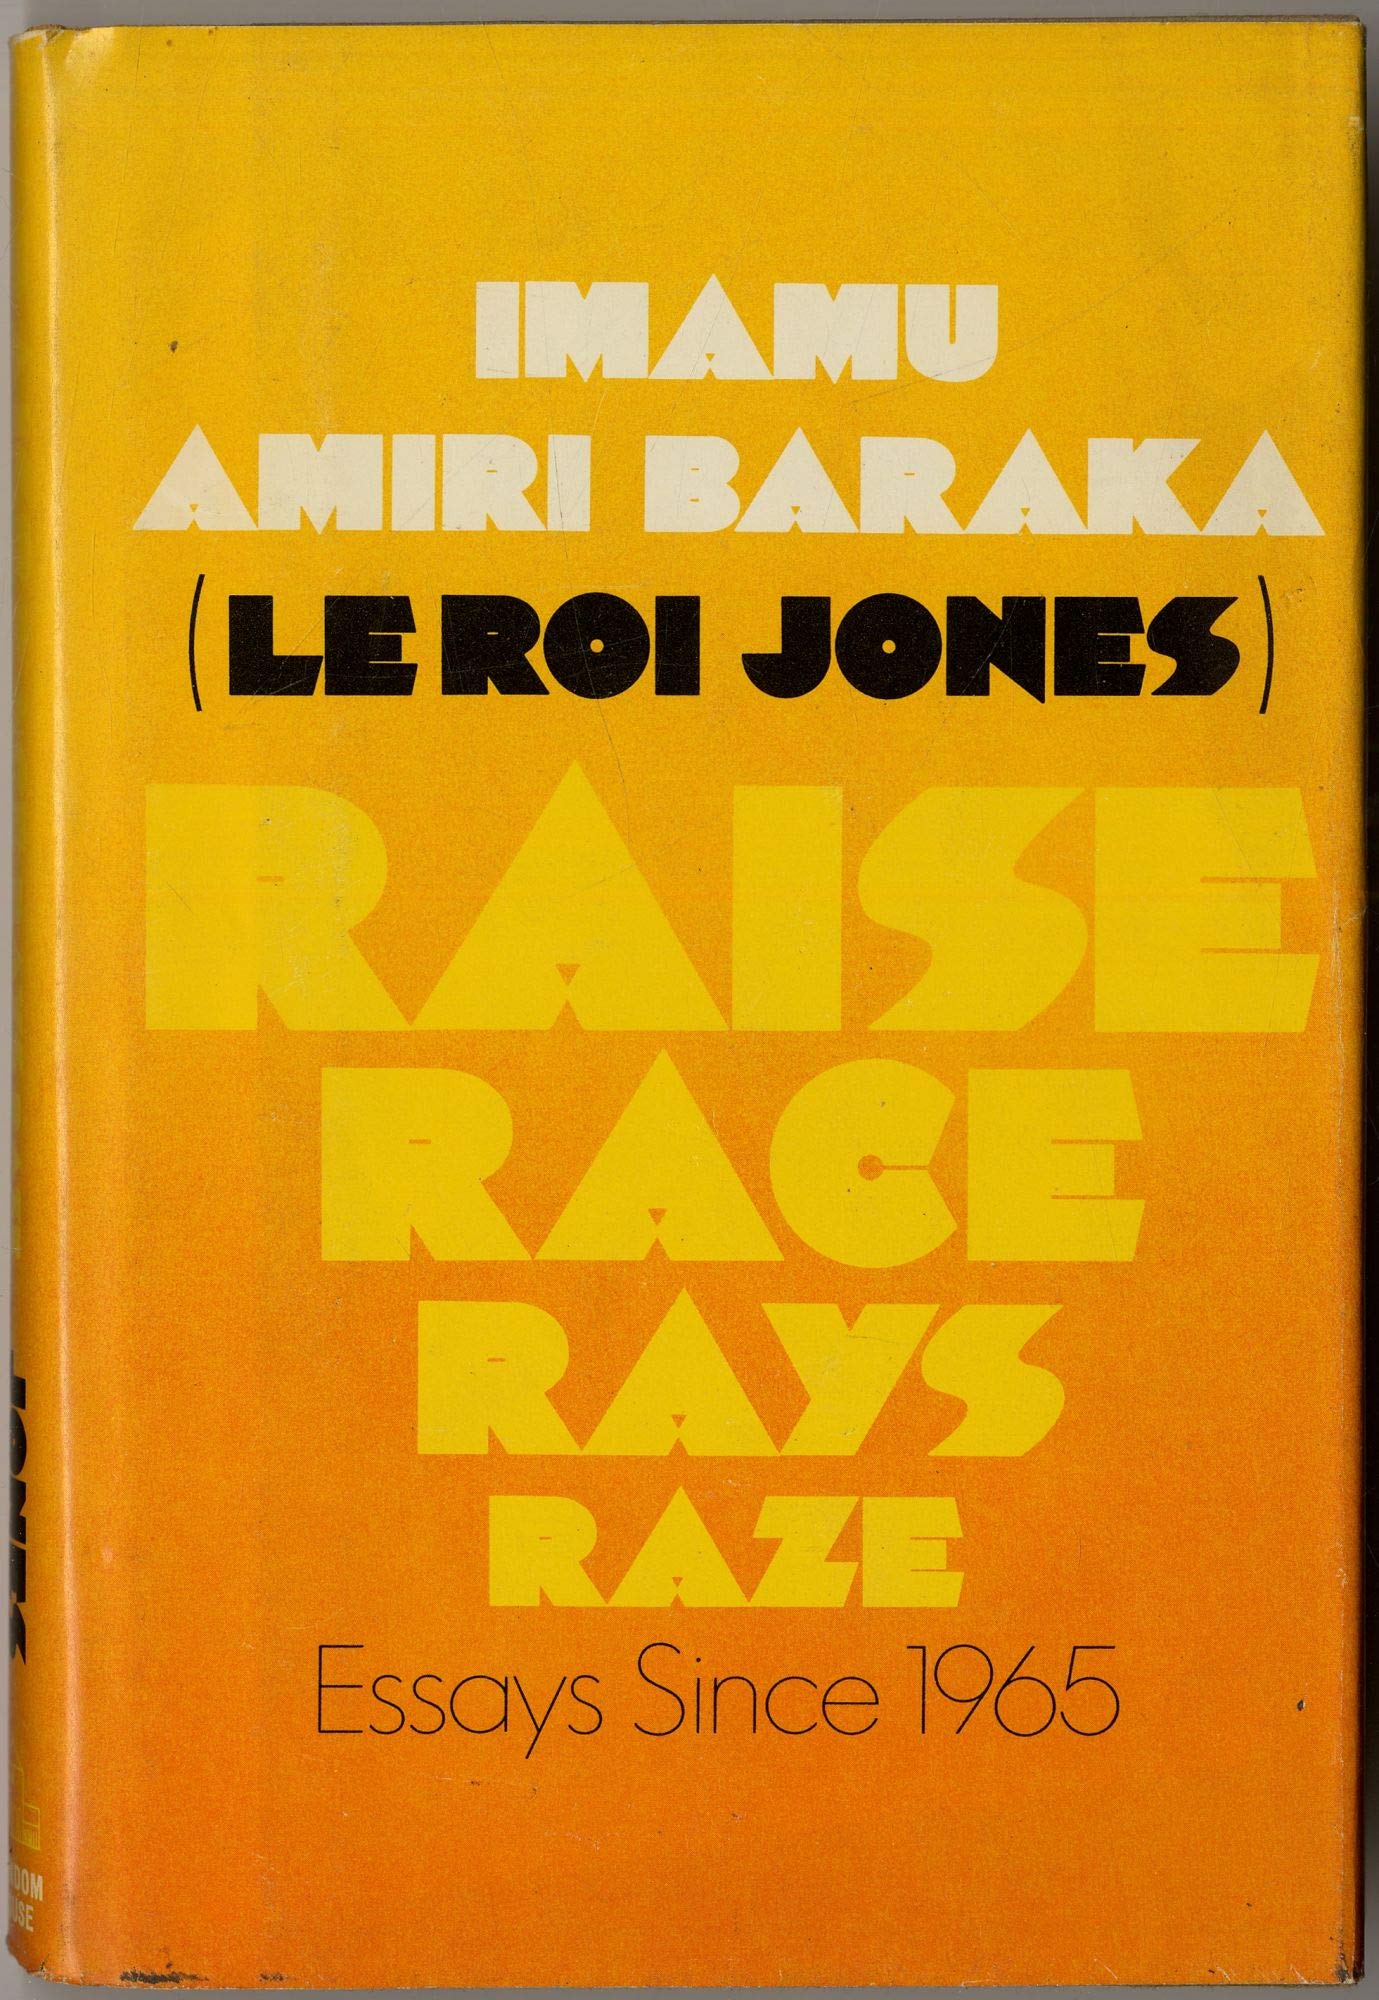 IMAMU
AMIRI BARAKA
(LE ROI JONES)
RAISE
RACE
RAYS
RAZE
Essays Since 1965
JONES